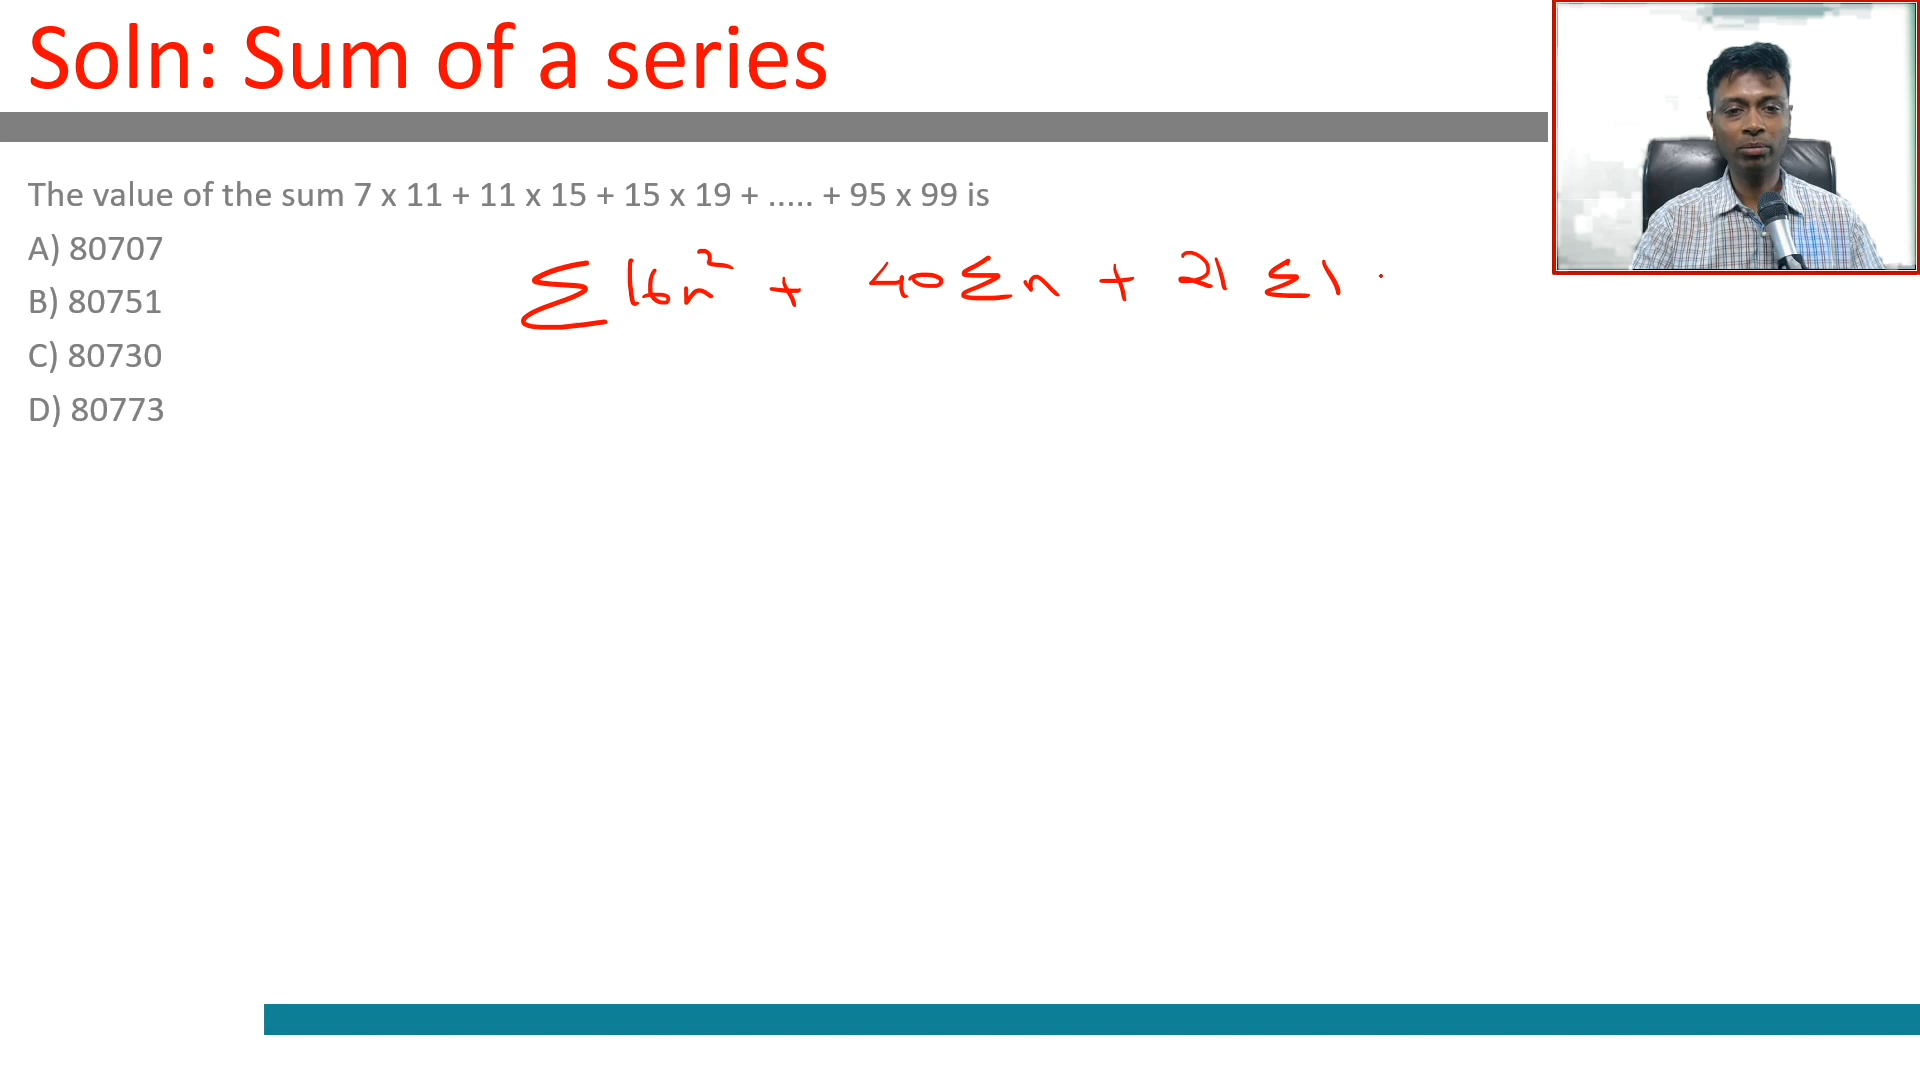 Soln: Sum of a series
The value of the sum 7 x 11 + 11 x 15 + 15 x 19 + ..... + 95 x 99 is
A) 80707
B) 80751
C) 80730
D) 80773
∑ 16n² + 40 ∑ n + 21 ∑ 1 .